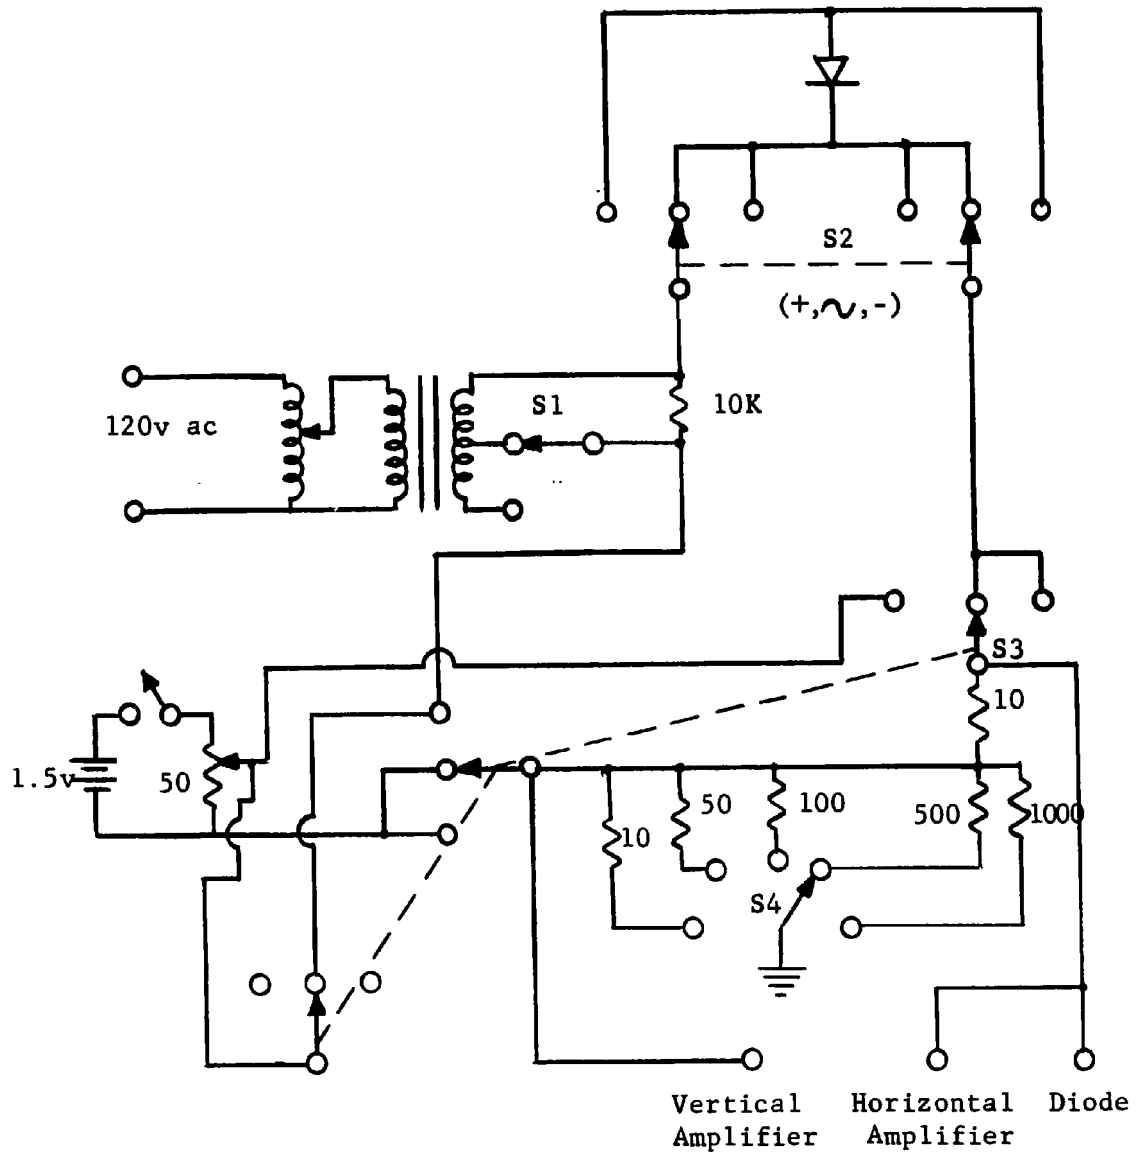 S2
(+,∿,-)
S1
10K
120v ac
S3
10
1.5v
50
50
100
500
1000
10
S4
Vertical Horizontal Diode
Amplifier Amplifier